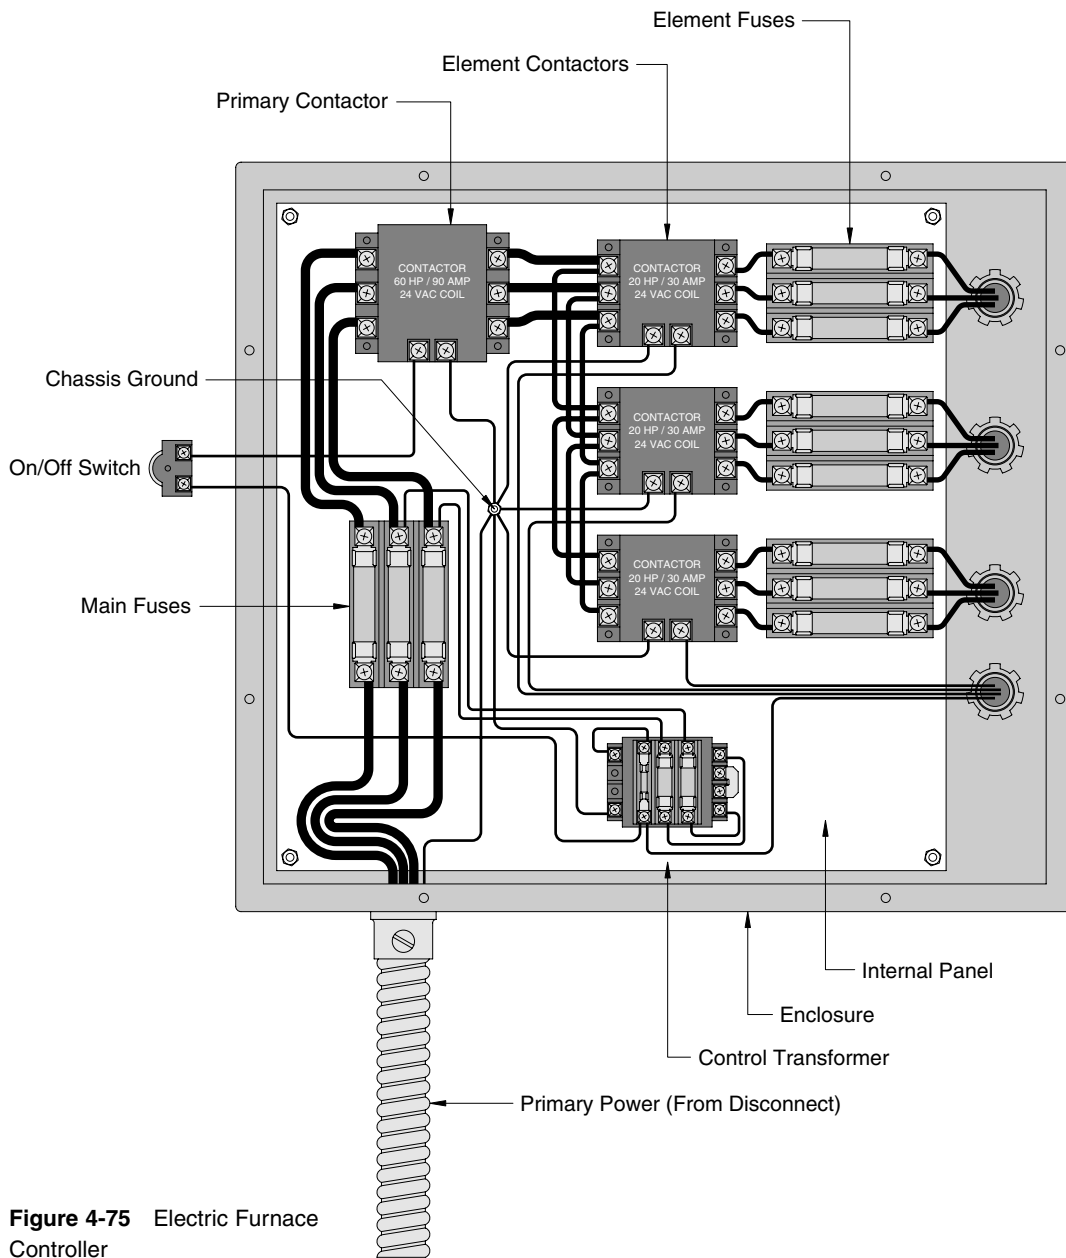 Element Fuses
Element Contactors
Primary Contactor
CONTACTOR
60 HP / 90 AMP
24 VAC COIL
CONTACTOR
20 HP / 30 AMP
24 VAC COIL
Chassis Ground
CONTACTOR
20 HP / 30 AMP
24 VAC COIL
On/Off Switch
CONTACTOR
20 HP / 30 AMP
24 VAC COIL
Main Fuses
Internal Panel
Enclosure
Control Transformer
Primary Power (From Disconnect)
Figure 4-75 Electric Furnace
Controller